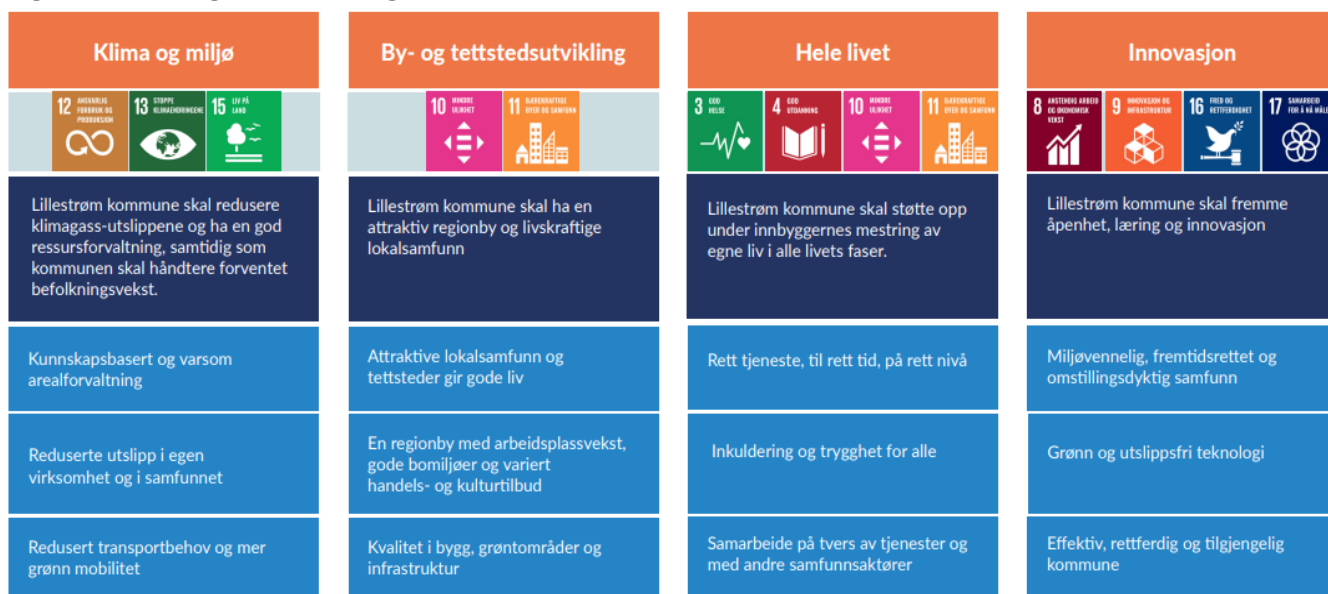 Klima og miljø
12 ANSVARLIG
FORBRUK OG
PRODUKSJON
13 STOPPE
KLIMAENDRINGENE
15 LIV PÅ
LAND
Lillestrøm kommune skal redusere
klimagass-utslippene og ha en god
ressursforvaltning, samtidig som
kommunen skal håndtere forventet
befolkningsvekst.
Kunnskapsbasert og varsom
arealforvaltning
Reduserte utslipp i egen
virksomhet og i samfunnet
Redusert transportbehov og mer
grønn mobilitet
By- og tettstedsutvikling
10 MINDRE
ULIKHET
11 BÆREKRAFTIGE
BYER OG SAMFUNN
Lillestrøm kommune skal ha en
attraktiv regionby og livskraftige
lokalsamfunn
Attraktive lokalsamfunn og
tettsteder gir gode liv
En regionby med arbeidsplassvekst,
gode bomiljøer og variert
handels- og kulturtilbud
Kvalitet i bygg, grøntområder og
infrastruktur
Hele livet
3 GOD
HELSE
4 GOD
UTDANNING
10 MINDRE
ULIKHET
11 BÆREKRAFTIGE
BYER OG SAMFUNN
Lillestrøm kommune skal støtte opp
under innbyggernes mestring av
egne liv i alle livets faser.
Rett tjeneste, til rett tid, på rett nivå
Inkuldering og trygghet for alle
Samarbeide på tvers av tjenester og
med andre samfunnsaktører
Innovasjon
8 ANSTENDIG ARBEID
OG ØKONOMISK
VEKST
9 INNOVASJON OG
INFRASTRUKTUR
16 FRED OG
RETTFERDIGHET
17 SAMARBEID
FOR Å NÅ MÅLE
Lillestrøm kommune skal fremme
åpenhet, læring og innovasjon
Miljøvennelig, fremtidsrettet og
omstillingsdyktig samfunn
Grønn og utslippsfri teknologi
Effektiv, rettferdig og tilgjengelig
kommune